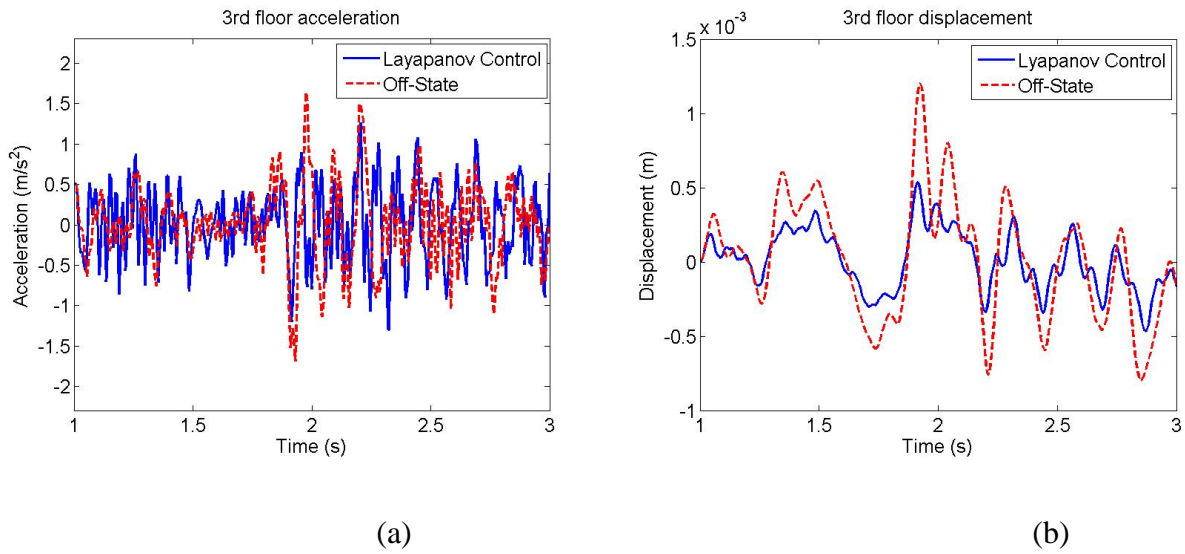 3rd floor acceleration
Layapanov Control
Off-State
2
1.5
1
0.5
0
-0.5
-1
-1.5
-2
Acceleration (m/s²)
1
1.5
2
2.5
3
Time (s)
(a)
x 10⁻³
3rd floor displacement
Lyapanov Control
Off-State
1.5
1
0.5
0
-0.5
-1
Displacement (m)
1
1.5
2
2.5
3
Time (s)
(b)